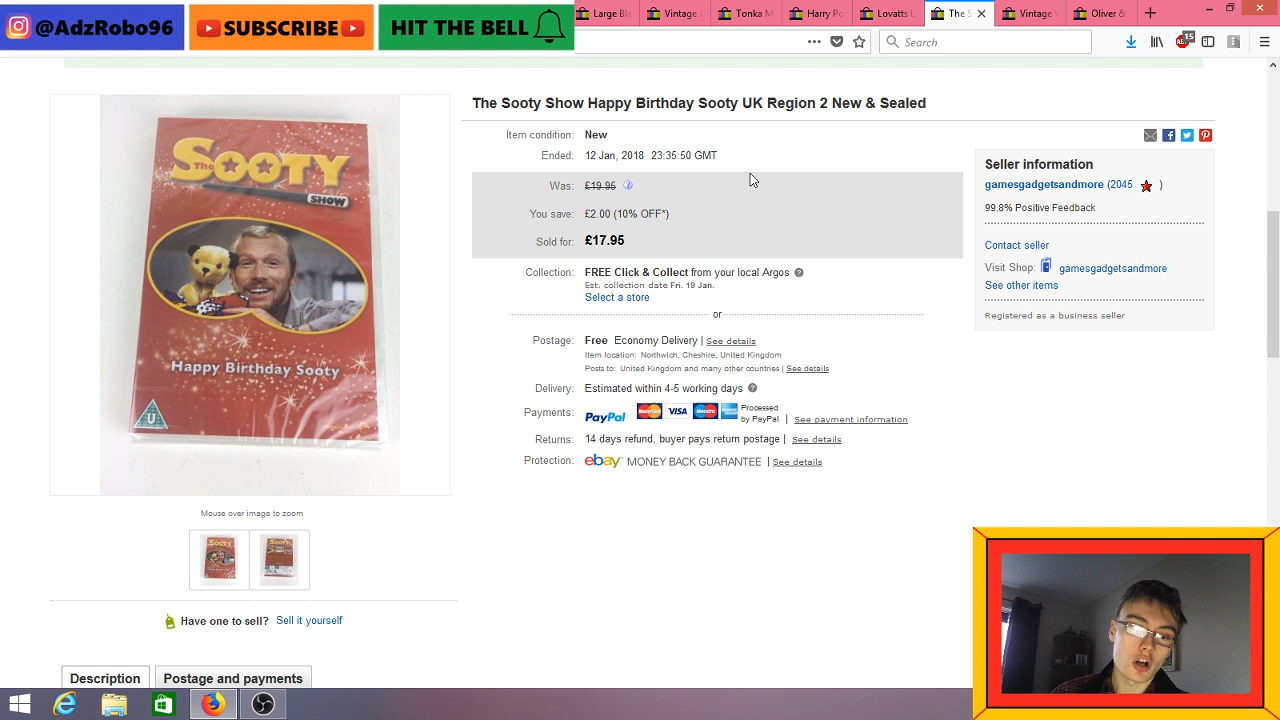 @AdzRobo96
SUBSCRIBE
HIT THE BELL
Large Bl
Vintage
Tonka M
Harry Po
Lovatts L
The S
Vintage
Oliver &
Search
15
The Sooty Show Happy Birthday Sooty UK Region 2 New & Sealed
The SOOTY SHOW
Happy Birthday Sooty
U
Mouse over image to zoom
Have one to sell? Sell it yourself
Item condition: New
Ended: 12 Jan, 2018 23:35:50 GMT
Was: £19.95
You save: £2.00 (10% OFF*)
Sold for: £17.95
Collection: FREE Click & Collect from your local Argos
Est. collection date Fri. 19 Jan.
Select a store
or
Postage: Free Economy Delivery | See details
Item location: Northwich, Cheshire, United Kingdom
Posts to: United Kingdom and many other countries | See details
Delivery: Estimated within 4-5 working days
Payments: PayPal MasterCard VISA Maestro Processed by PayPal | See payment information
Returns: 14 days refund, buyer pays return postage | See details
Protection: ebay MONEY BACK GUARANTEE | See details
Seller information
gamesgadgetsandmore (2045 )
99.8% Positive Feedback
Contact seller
Visit Shop: gamesgadgetsandmore
See other items
Registered as a business seller
Description
Postage and payments